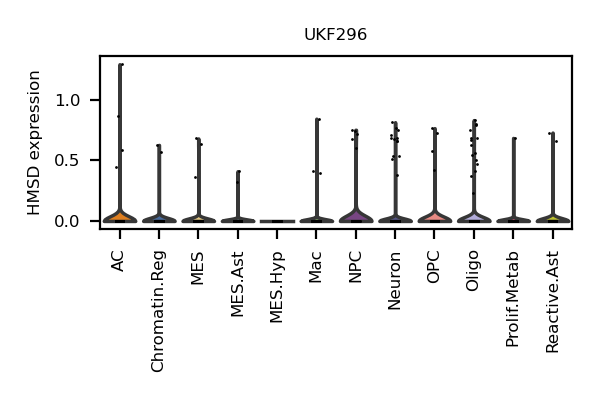 UKF296
HMSD expression
1.0
0.5
0.0
AC
Chromatin.Reg
MES
MES.Ast
MES.Hyp
Mac
NPC
Neuron
OPC
Oligo
Prolif.Metab
Reactive.Ast